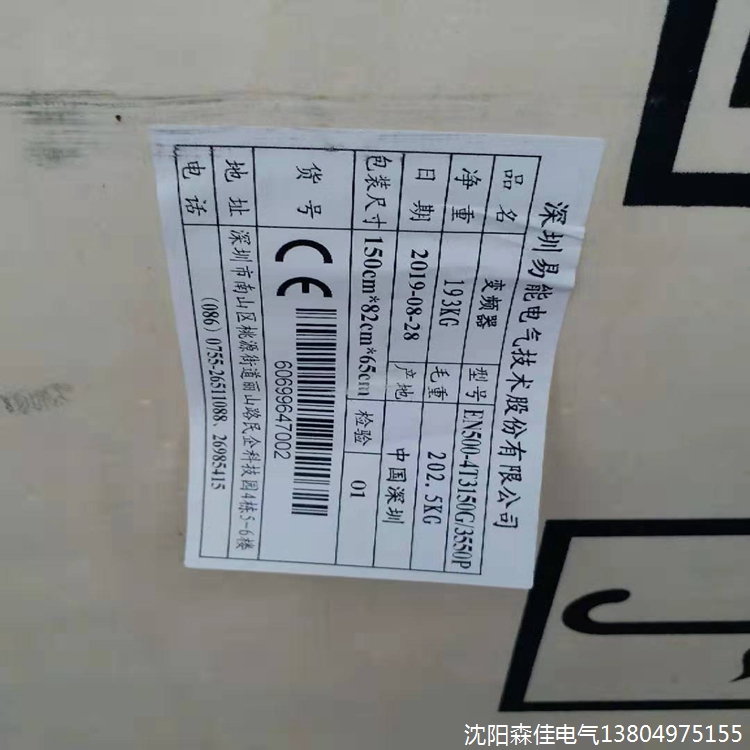 深圳易能电气技术股份有限公司
品名 变频器 型号 EN500-4T3150G/3550P
净重 193KG 毛重 202.5KG
日期 2019-08-28 产地 中国深圳
包装尺寸 150cm*82cm*65cm 检验 01
货号 CE 60699647002
地址 深圳市南山区桃源街道丽山路民企科技园4栋5-6楼
电话 (086) 0755-26511088、26985415
沈阳森佳电气13804975155